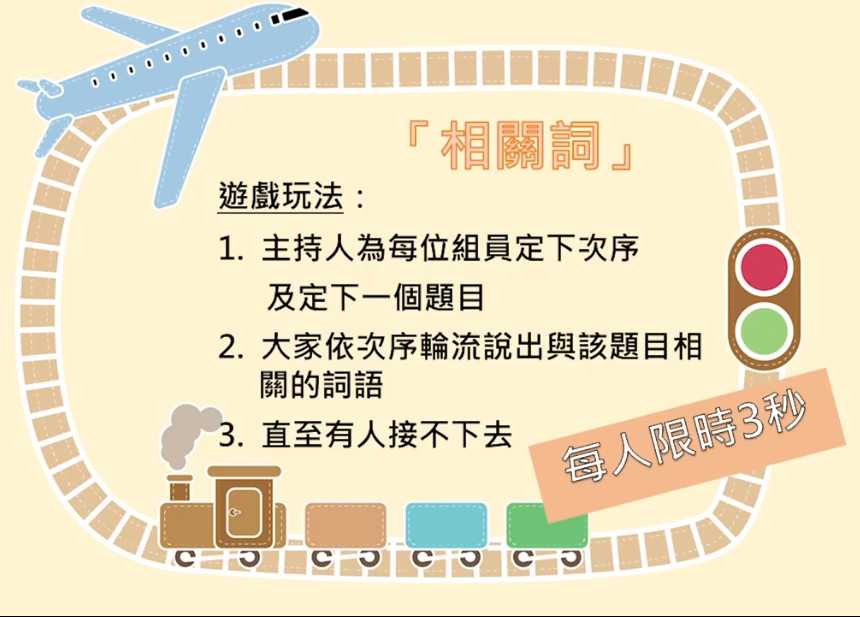 「相關詞」
遊戲玩法：
1. 主持人為每位組員定下次序
及定下一個題目
2. 大家依次序輪流說出與該題目相
關的詞語
3. 直至有人接不下去
每人限時3秒